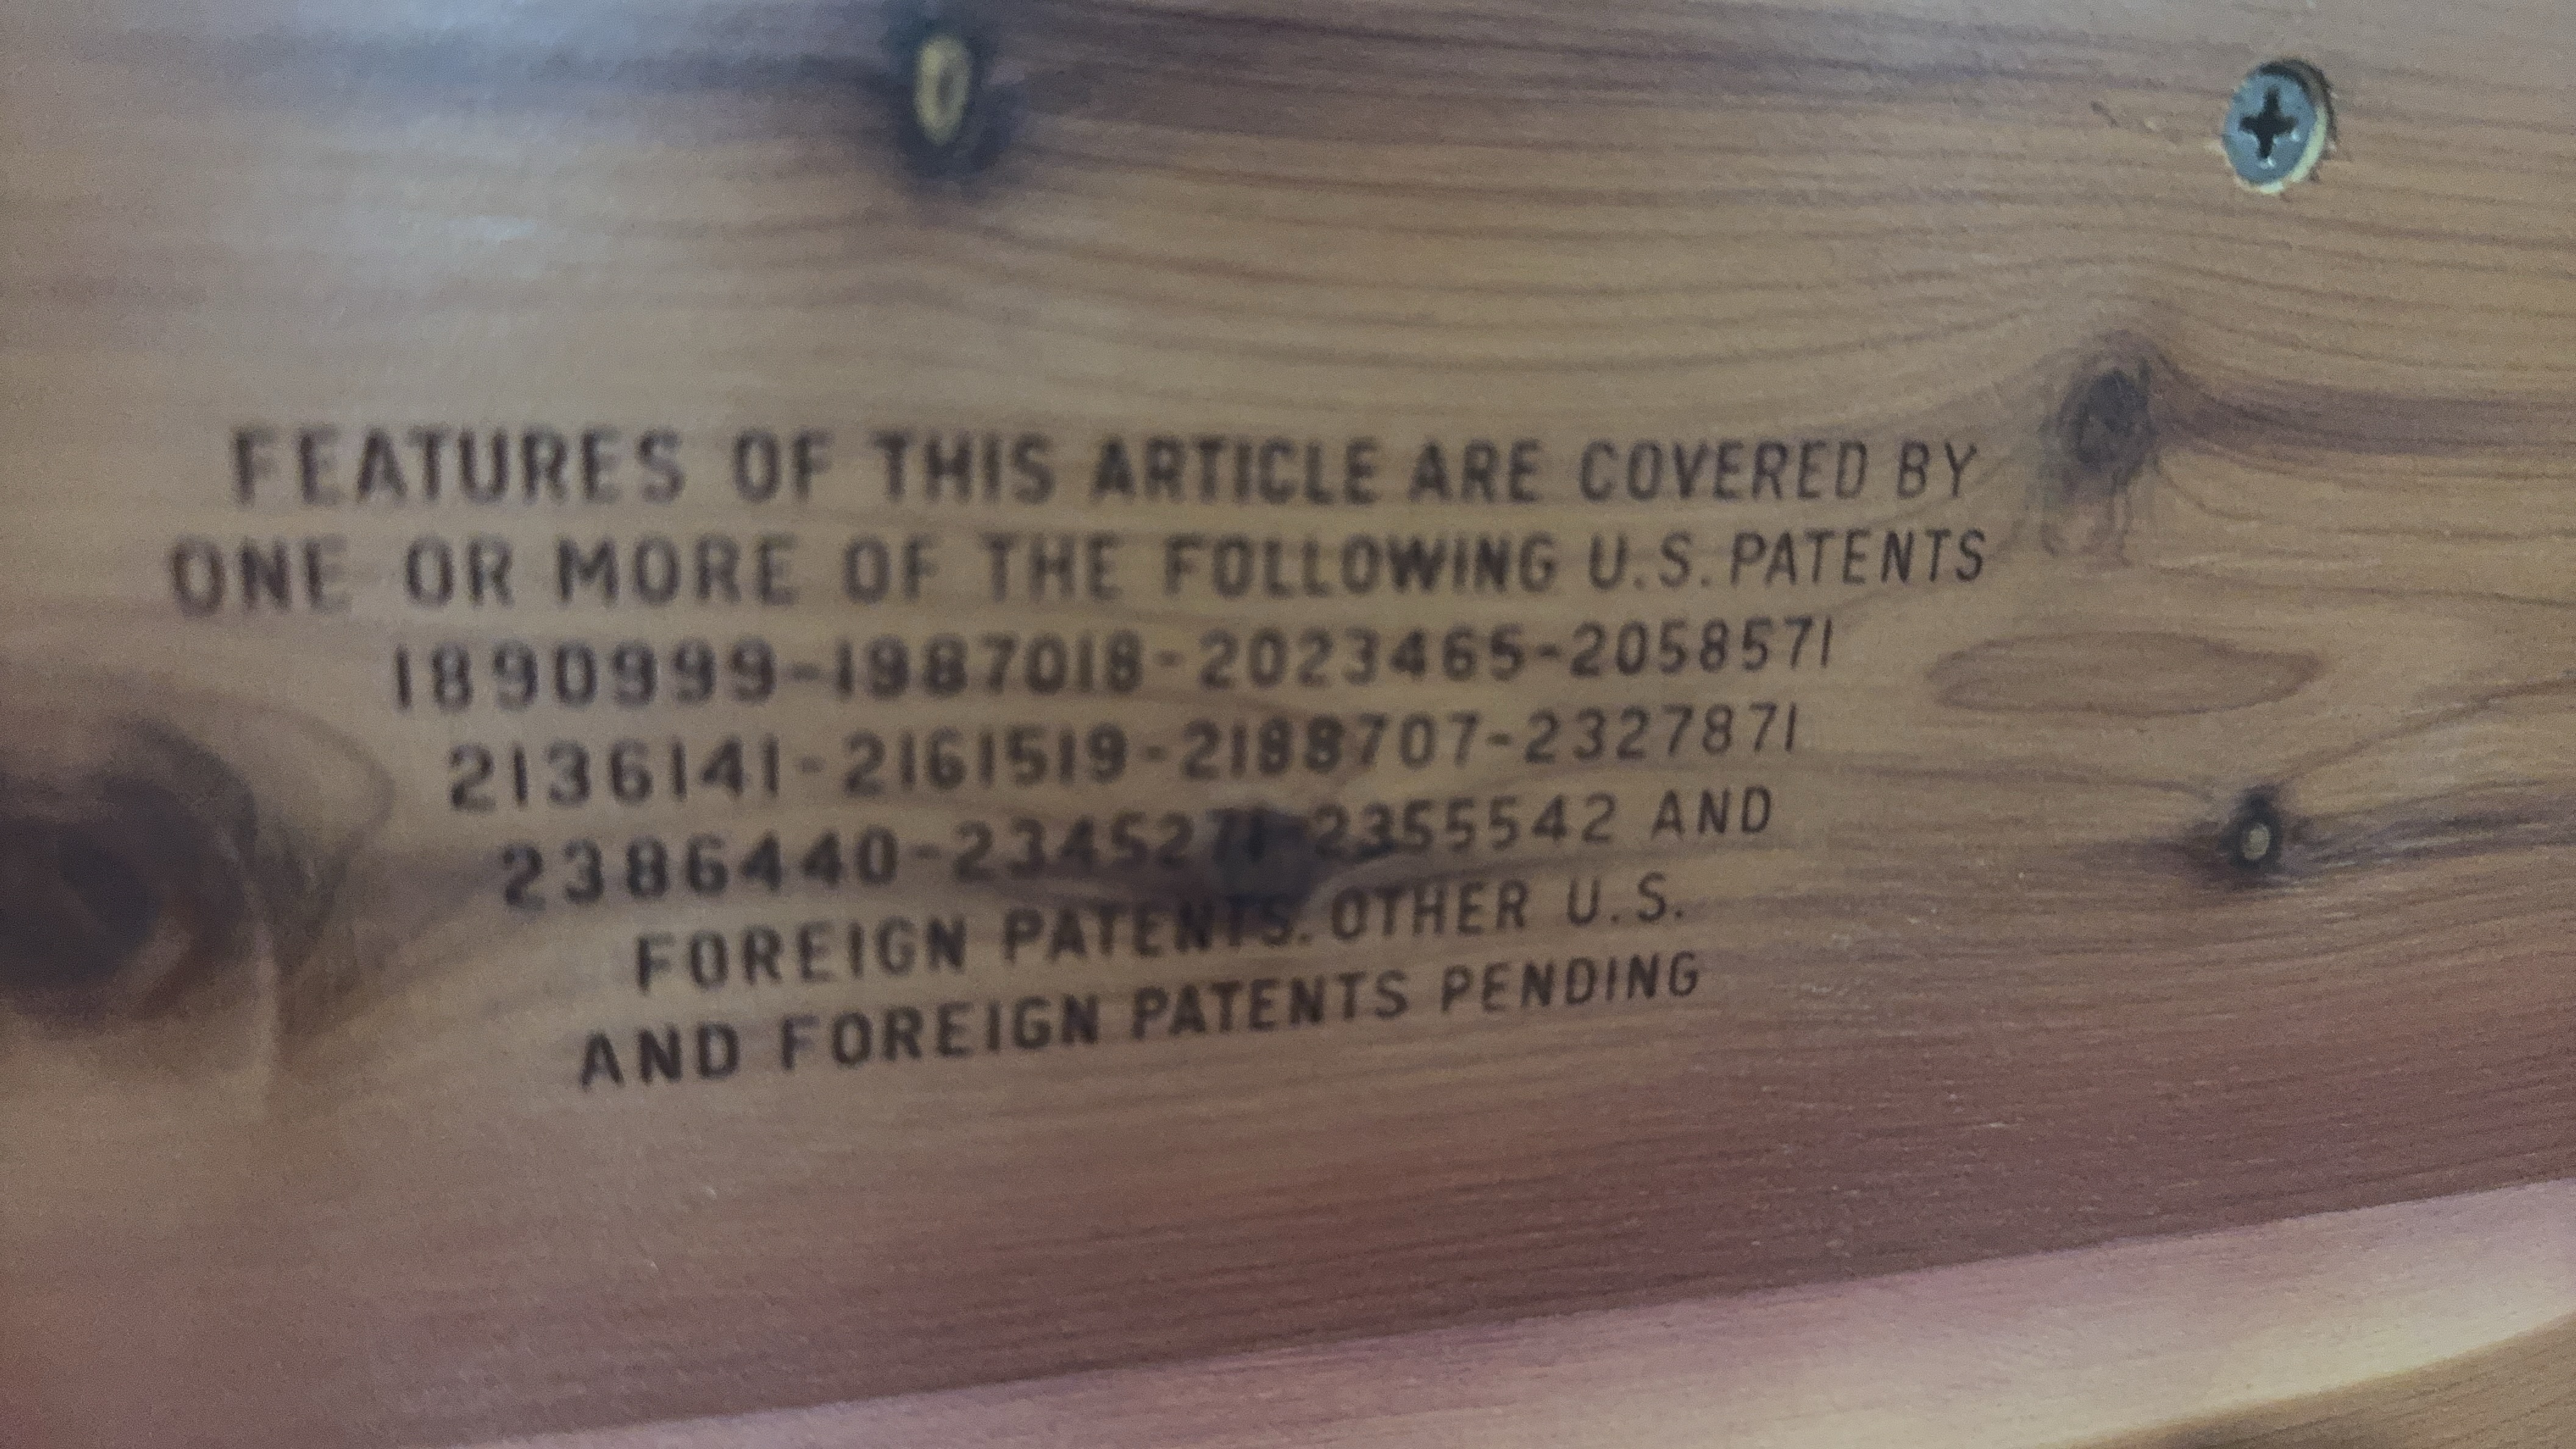 FEATURES OF THIS ARTICLE ARE COVERED BY
ONE OR MORE OF THE FOLLOWING U.S. PATENTS
1890999-1987018-2023465-2058571
2136141-2161519-2188707-2327871
2386440-2345271-2355542 AND
FOREIGN PATENTS. OTHER U.S.
AND FOREIGN PATENTS PENDING